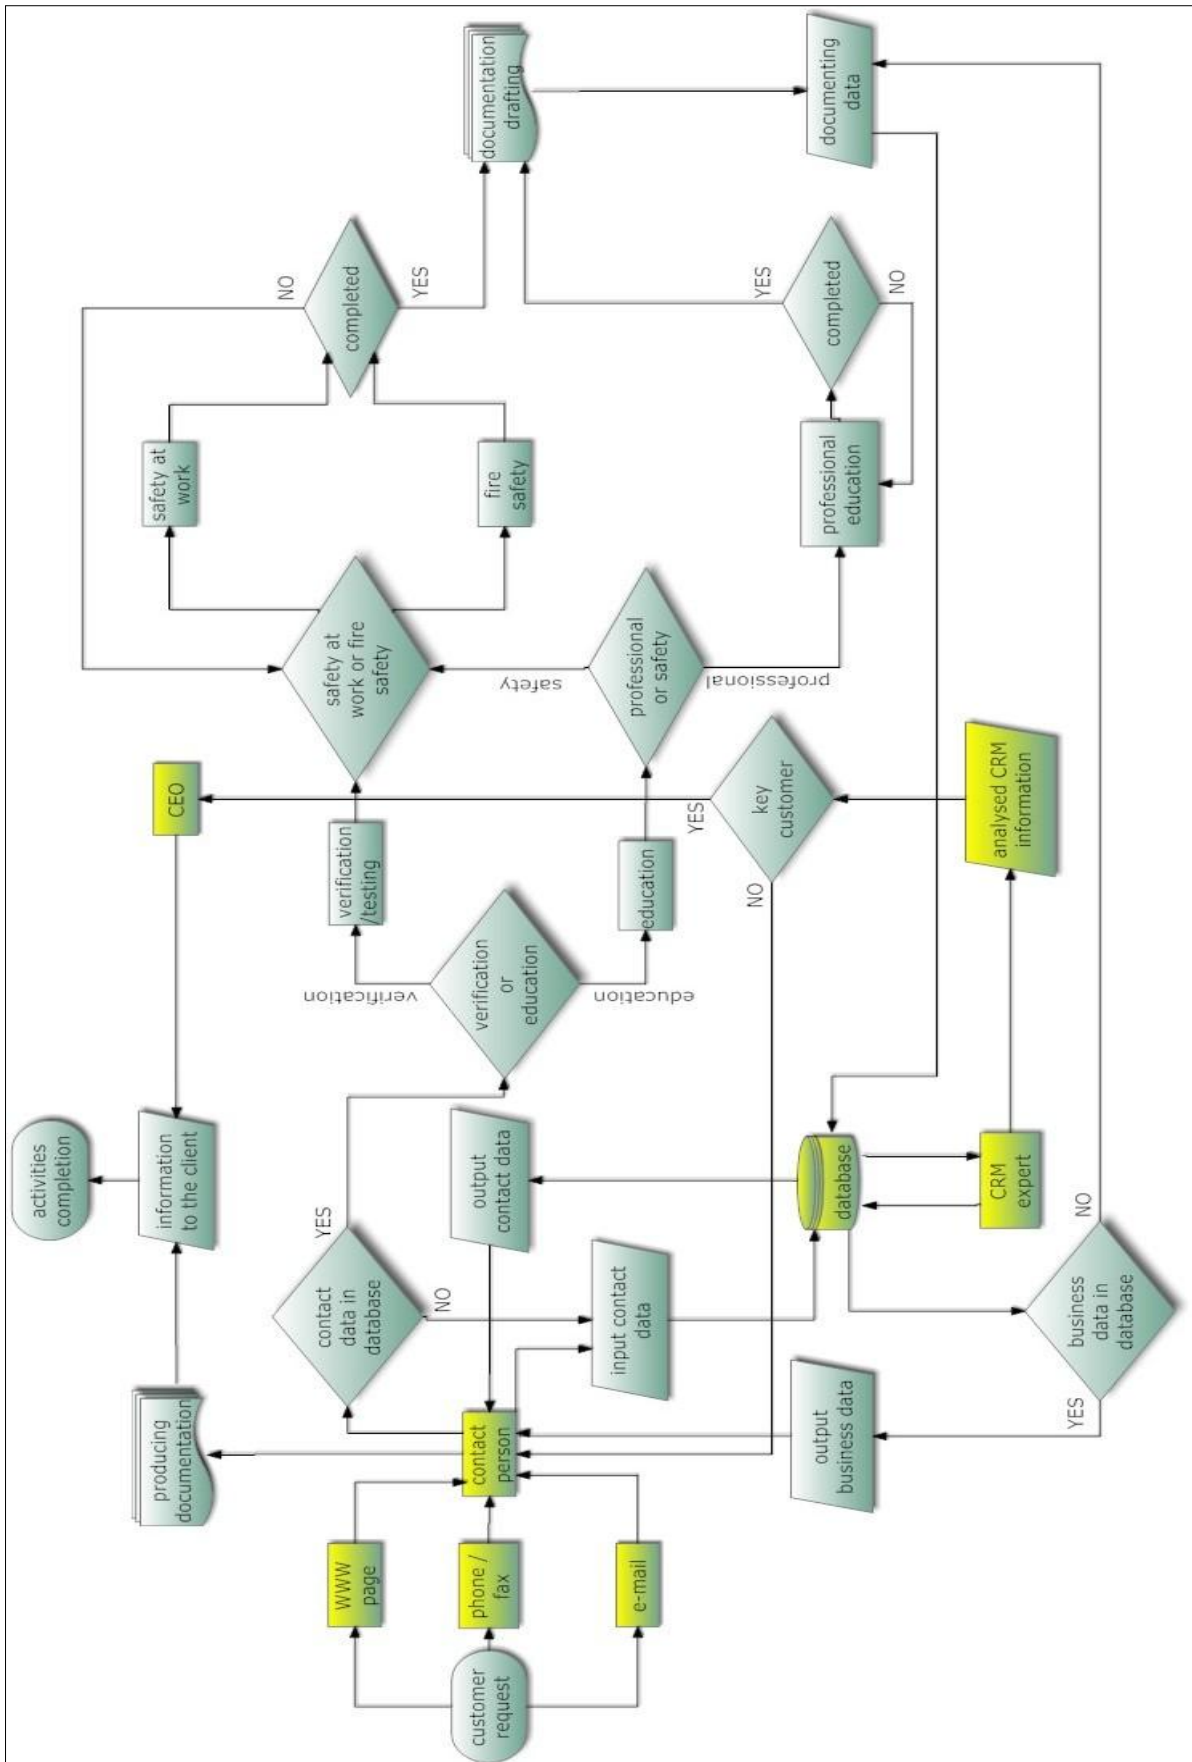 customer
request
WWW
page
phone /
fax
e-mail
contact
person
producing
documentation
information
to the client
activities
completion
CEO
contact
data in
database
YES
NO
output
contact data
input contact
data
output
business data
business
data in
database
YES
NO
database
CRM
expert
analysed CRM
information
key
customer
YES
NO
verification
or
education
verification
education
verification
/testing
education
professional
or safety
safety
professional
safety at
work or fire
safety
safety at
work
fire
safety
completed
NO
YES
professional
education
completed
YES
NO
documentation
drafting
documenting
data